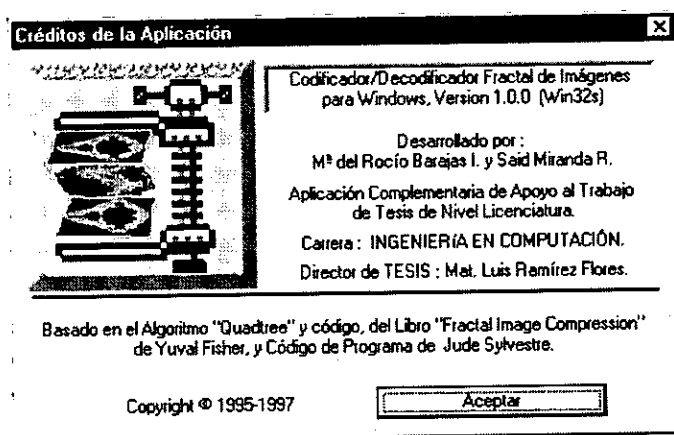 Créditos de la Aplicación
Codificador/Decodificador Fractal de Imágenes
para Windows, Version 1.0.0 (Win32s)
Desarrollado por :
Mª del Rocío Barajas I. y Said Miranda R.
Aplicación Complementaria de Apoyo al Trabajo
de Tesis de Nivel Licenciatura.
Carrera : INGENIERÍA EN COMPUTACIÓN.
Director de TESIS : Mat. Luis Ramírez Flores.
Basado en el Algoritmo "Quadtree" y código, del Libro "Fractal Image Compression"
de Yuval Fisher, y Código de Programa de Jude Sylvestre.
Copyright © 1995-1997
Aceptar